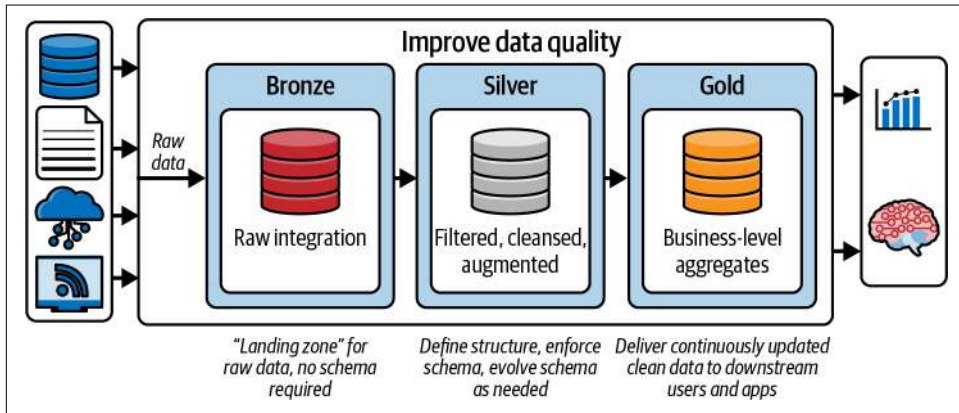 Improve data quality
Bronze
Silver
Gold
Raw
data
Raw integration
Filtered, cleansed,
augmented
Business-level
aggregates
“Landing zone” for
raw data, no schema
required
Define structure, enforce
schema, evolve schema
as needed
Deliver continuously updated
clean data to downstream
users and apps